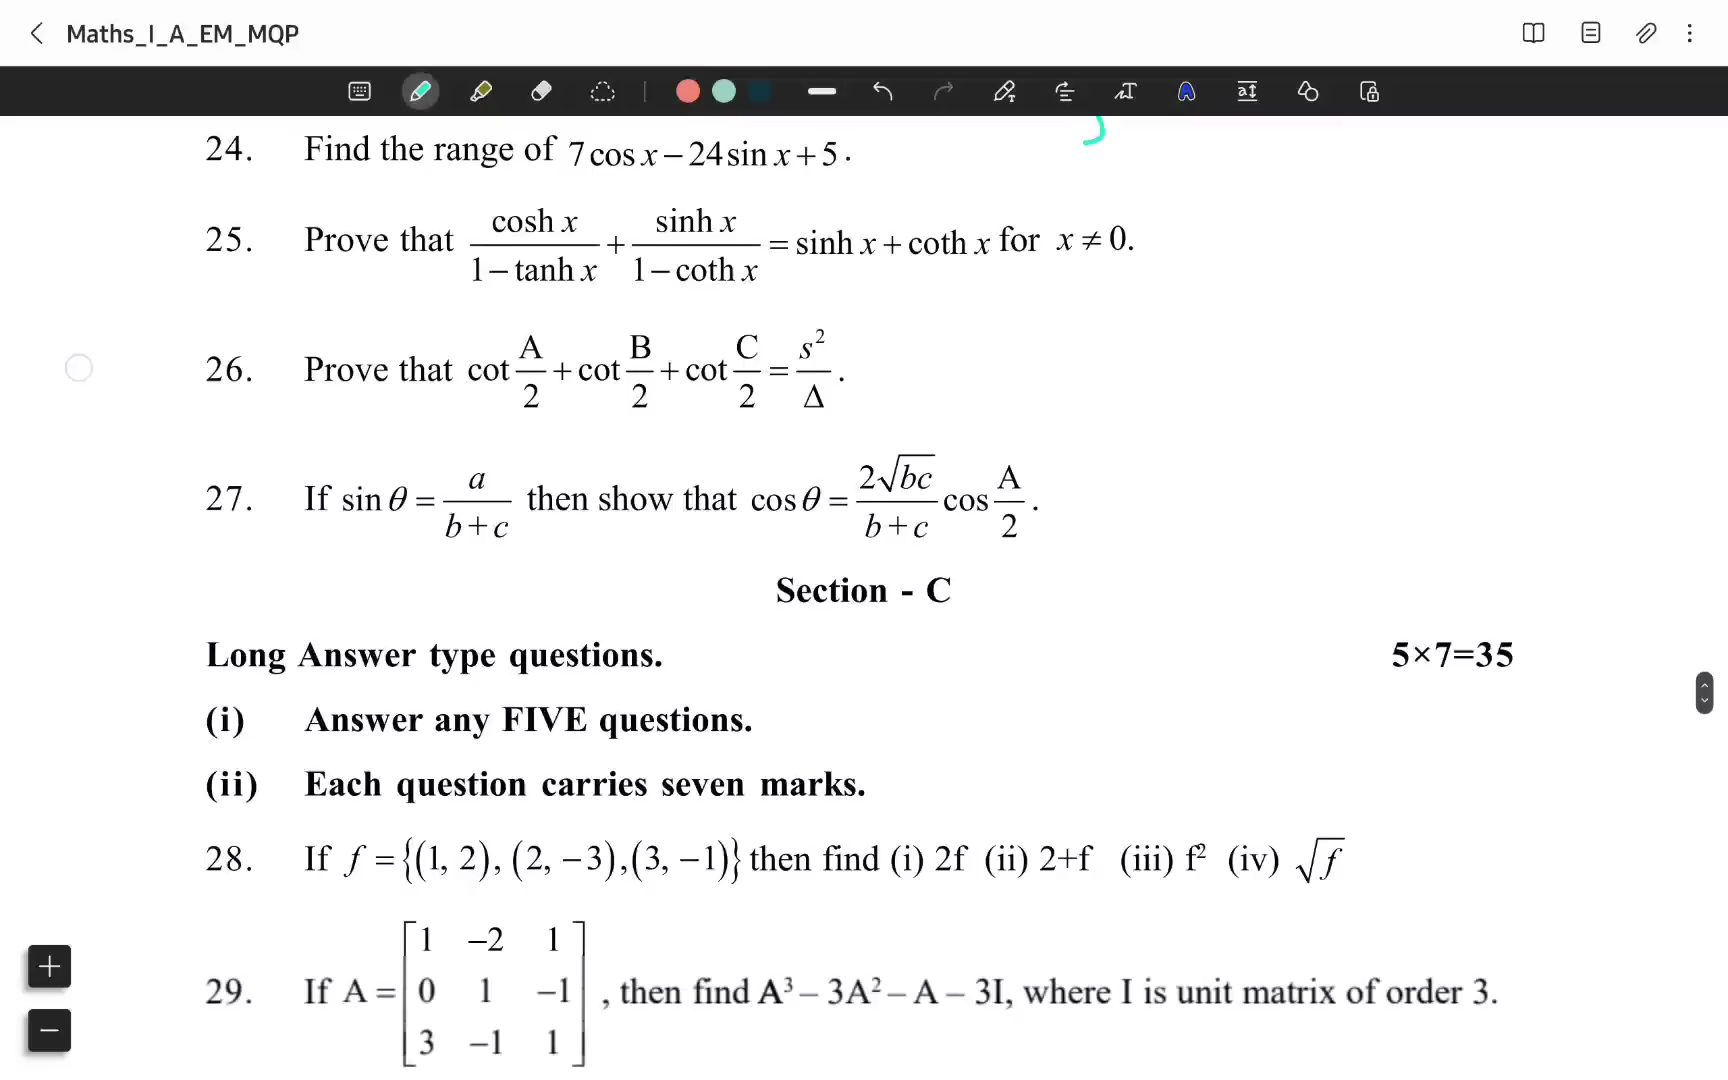 Maths_I_A_EM_MQP
24. Find the range of 7 cos x − 24 sin x + 5 .
25. Prove that cosh x / (1 − tanh x) + sinh x / (1 − coth x) = sinh x + coth x for x ≠ 0.
26. Prove that cot A/2 + cot B/2 + cot C/2 = s² / Δ .
27. If sin θ = a / (b + c) then show that cos θ = 2√bc / (b + c) cos A/2 .
Section - C
Long Answer type questions. 5×7=35
(i) Answer any FIVE questions.
(ii) Each question carries seven marks.
28. If f = {(1, 2), (2, −3),(3, −1)} then find (i) 2f (ii) 2+f (iii) f² (iv) √f
29. If A = [1 −2 1
0 1 −1
3 −1 1] , then find A³ – 3A² – A – 3I, where I is unit matrix of order 3.